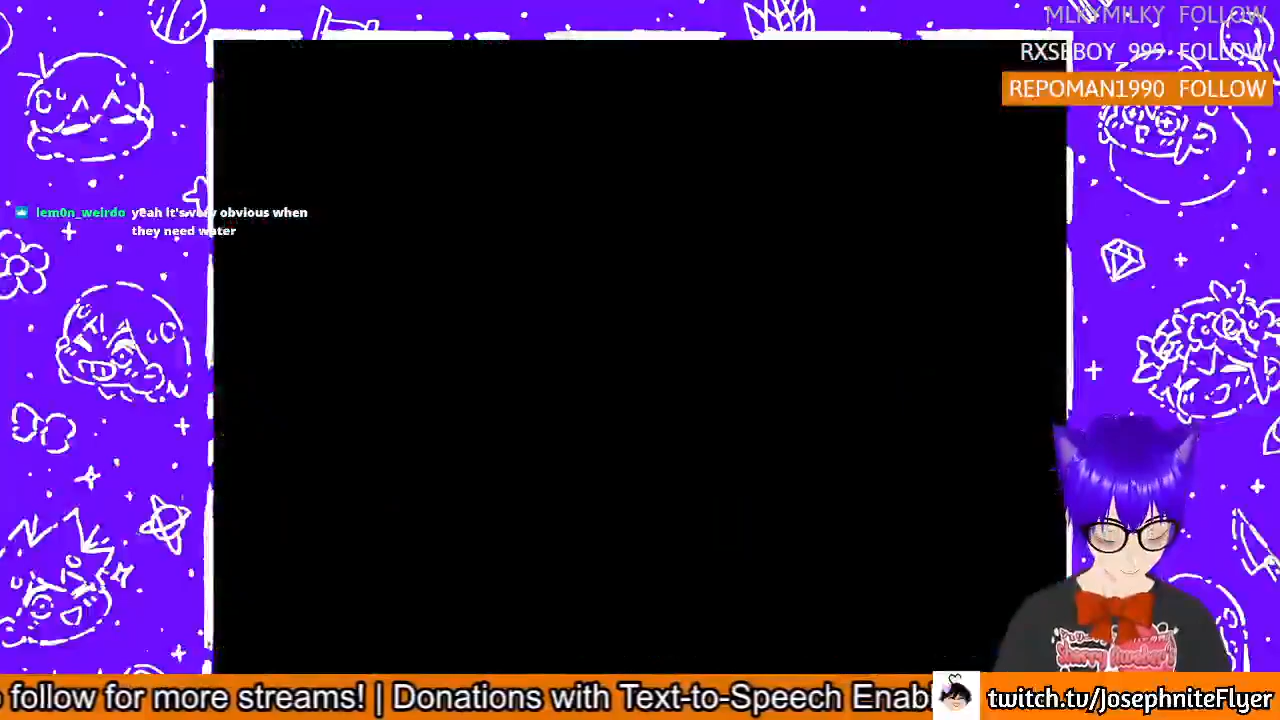 MLKYMILKY FOLLOW
RXSEBOY_999 FOLLOW
REPOMAN1990 FOLLOW
lem0n_weirdo yeah it's very obvious when
they need water
follow for more streams! | Donations with Text-to-Speech Enabl
twitch.tv/JosephniteFlyer